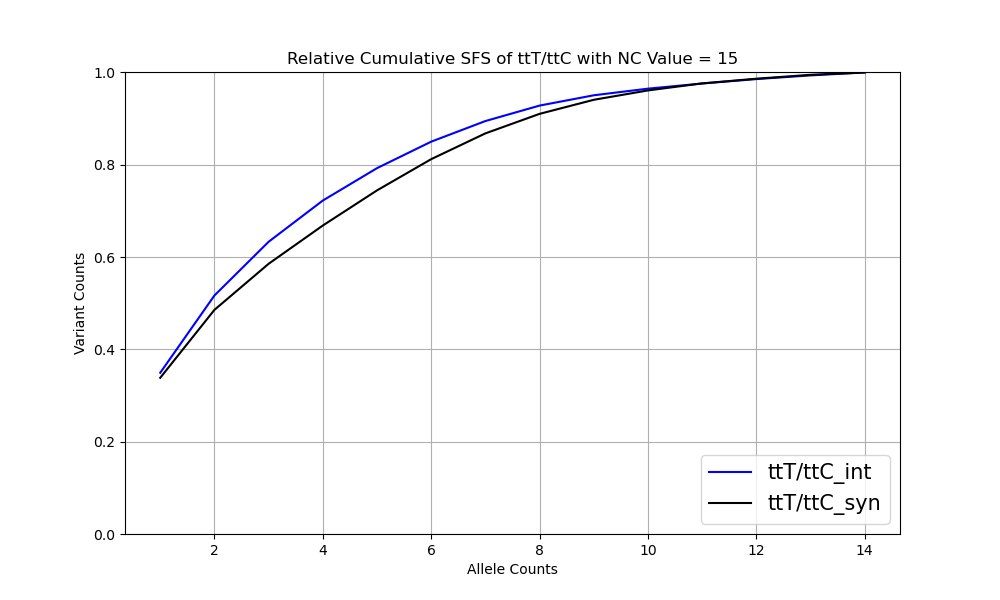 Relative Cumulative SFS of ttT/ttC with NC Value = 15
1.0
0.8
0.6
0.4
0.2
0.0
Variant Counts
ttT/ttC_int
ttT/ttC_syn
2 4 6 8 10 12 14
Allele Counts